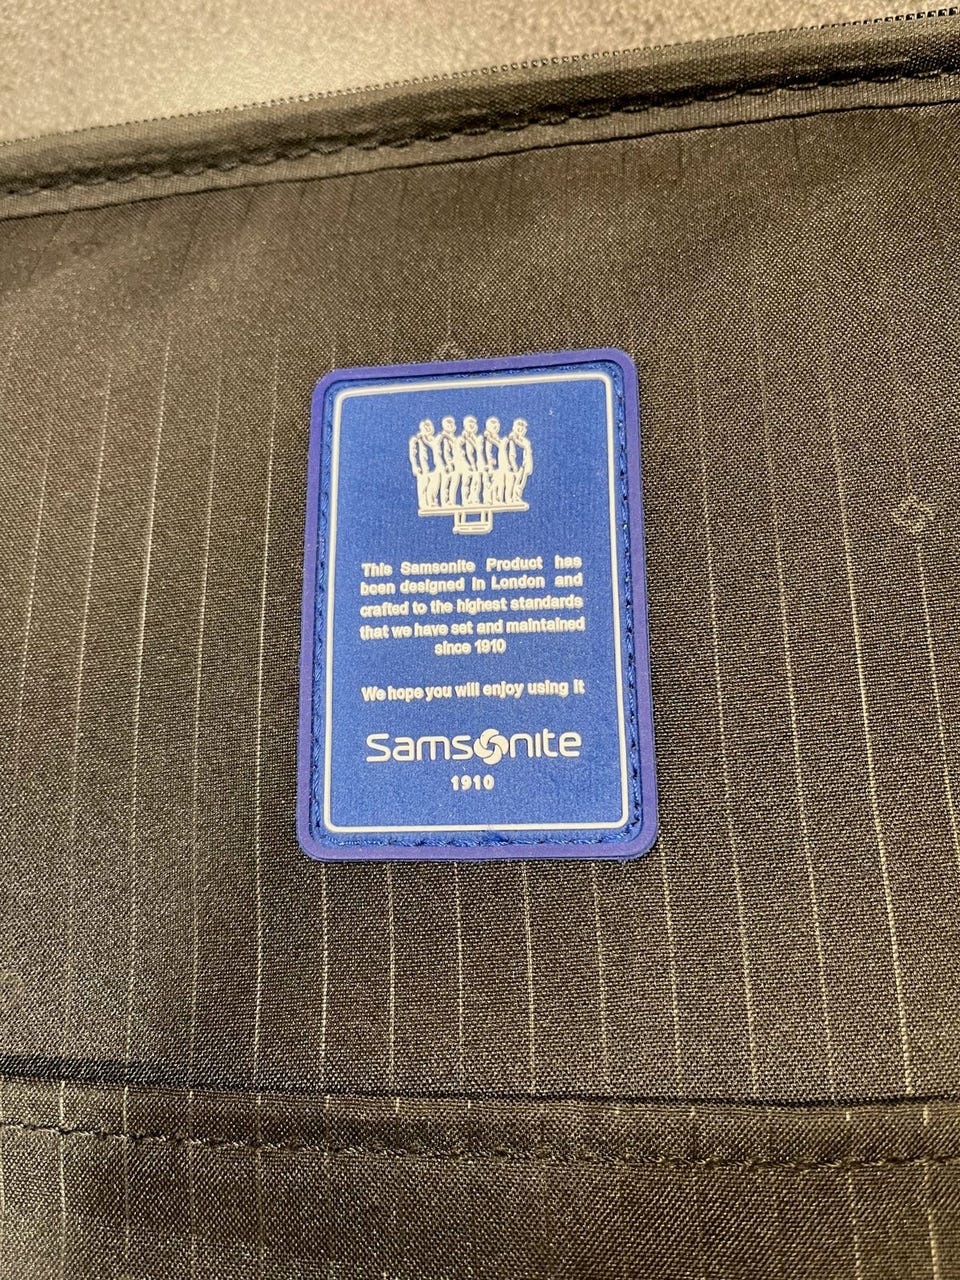 This Samsonite Product has
been designed in London and
crafted to the highest standards
that we have set and maintained
since 1910
We hope you will enjoy using it
Samsonite
1910